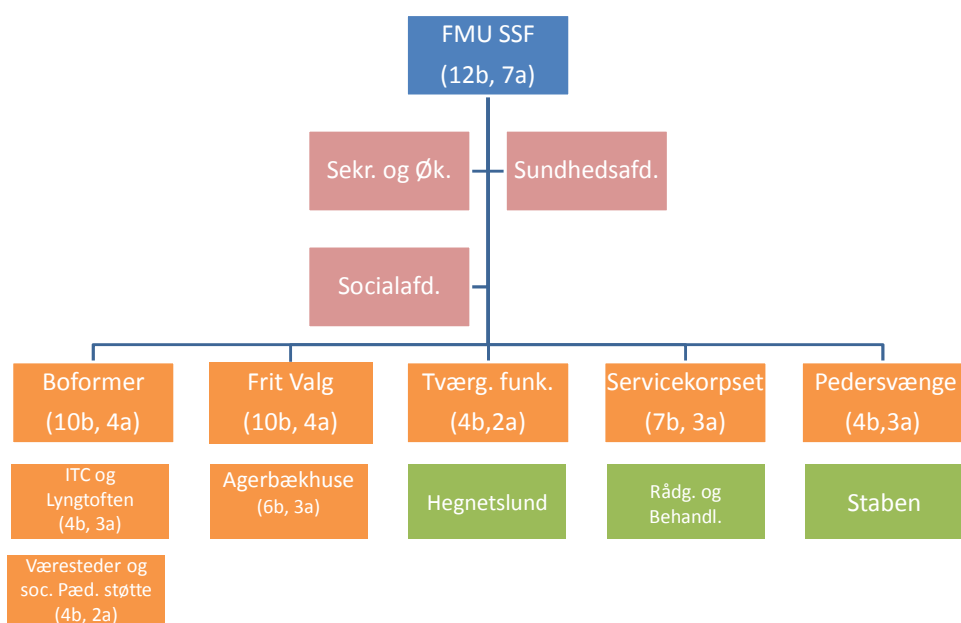 FMU SSF
(12b, 7a)
Sekr. og Øk.
Sundhedsafd.
Socialafd.
Boformer
(10b, 4a)
Frit Valg
(10b, 4a)
Tværg. funk.
(4b,2a)
Servicekorpset
(7b, 3a)
Pedersvænge
(4b,3a)
ITC og
Lyngtoften
(4b, 3a)
Agerbækhuse
(6b, 3a)
Hegnetslund
Rådg. og
Behandl.
Staben
Væresteder og
soc. Pæd. støtte
(4b, 2a)